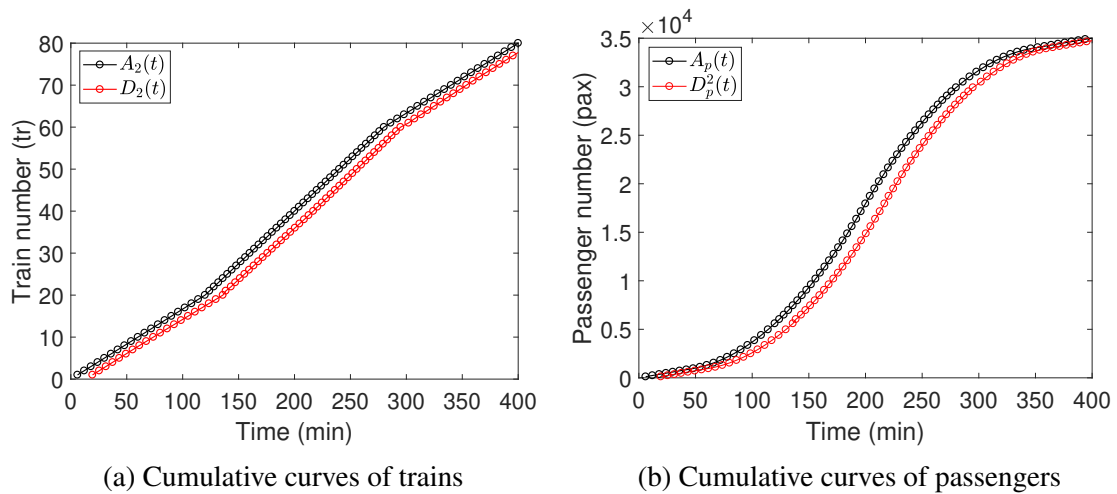 80
70
60
50
40
30
20
10
0
Train number (tr)
A₂(t)
D₂(t)
0 50 100 150 200 250 300 350 400
Time (min)
(a) Cumulative curves of trains
×10⁴
3.5
3
2.5
2
1.5
1
0.5
0
Passenger number (pax)
Aₚ(t)
Dₚ²(t)
0 50 100 150 200 250 300 350 400
Time (min)
(b) Cumulative curves of passengers